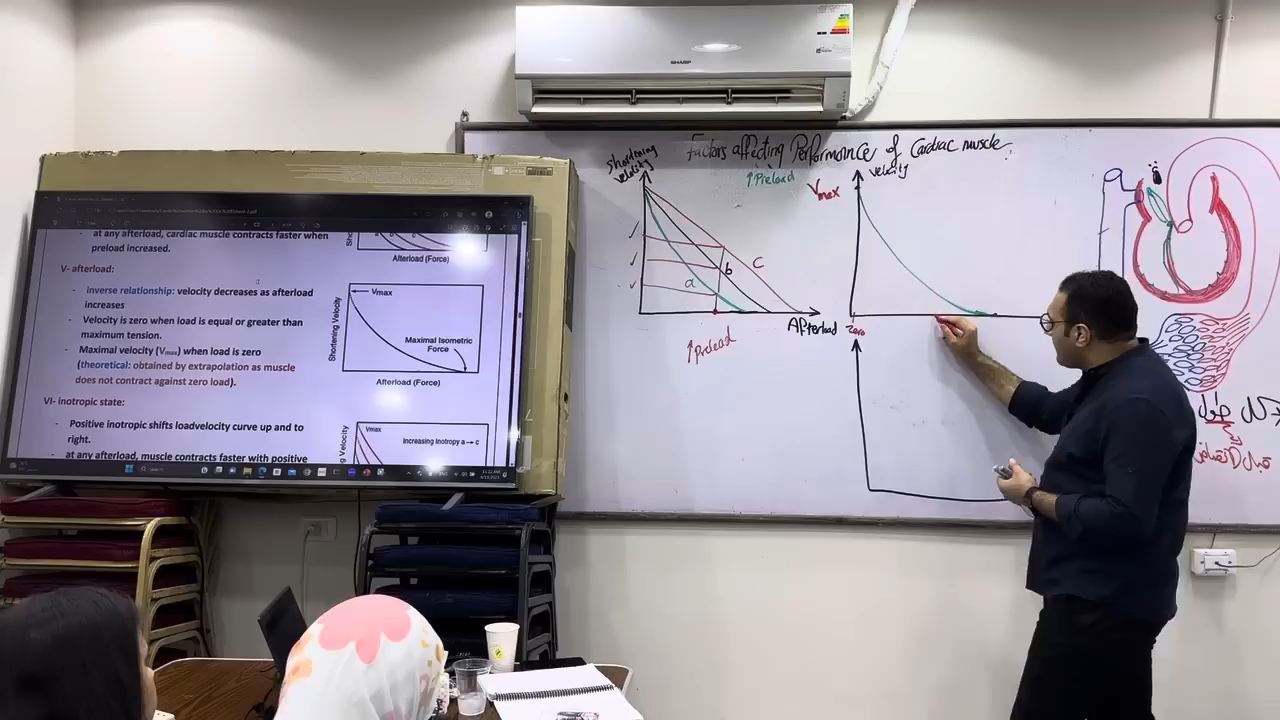 SHARP
at any afterload, cardiac muscle contracts faster when
preload increased.
Afterload (Force)
V- afterload:
- inverse relationship: velocity decreases as afterload
increases
- Velocity is zero when load is equal or greater than
maximum tension.
- Maximal velocity (Vmax) when load is zero
(theoretical: obtained by extrapolation as muscle
does not contract against zero load).
Shortening Velocity
Vmax
Maximal Isometric
Force
Afterload (Force)
VI- inotropic state:
- Positive inotropic shifts loadvelocity curve up and to
right.
- at any afterload, muscle contracts faster with positive
Vmax
Increasing Inotropy a → c
Factors affecting Performance of Cardiac muscle
Shortening
velocity
↑ Preload
a
b
c
Afterload
↑ Preload
Vmax
velocity
Zero